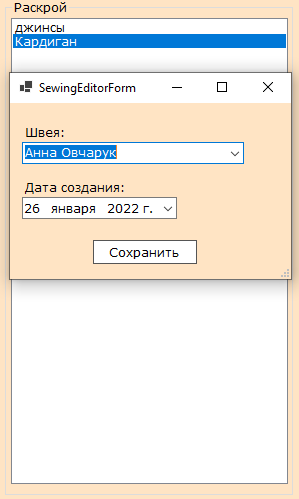 Раскрой
джинсы
Кардиган
SewingEditorForm
Швея:
Анна Овчарук
Дата создания:
26 января 2022 г.
Сохранить